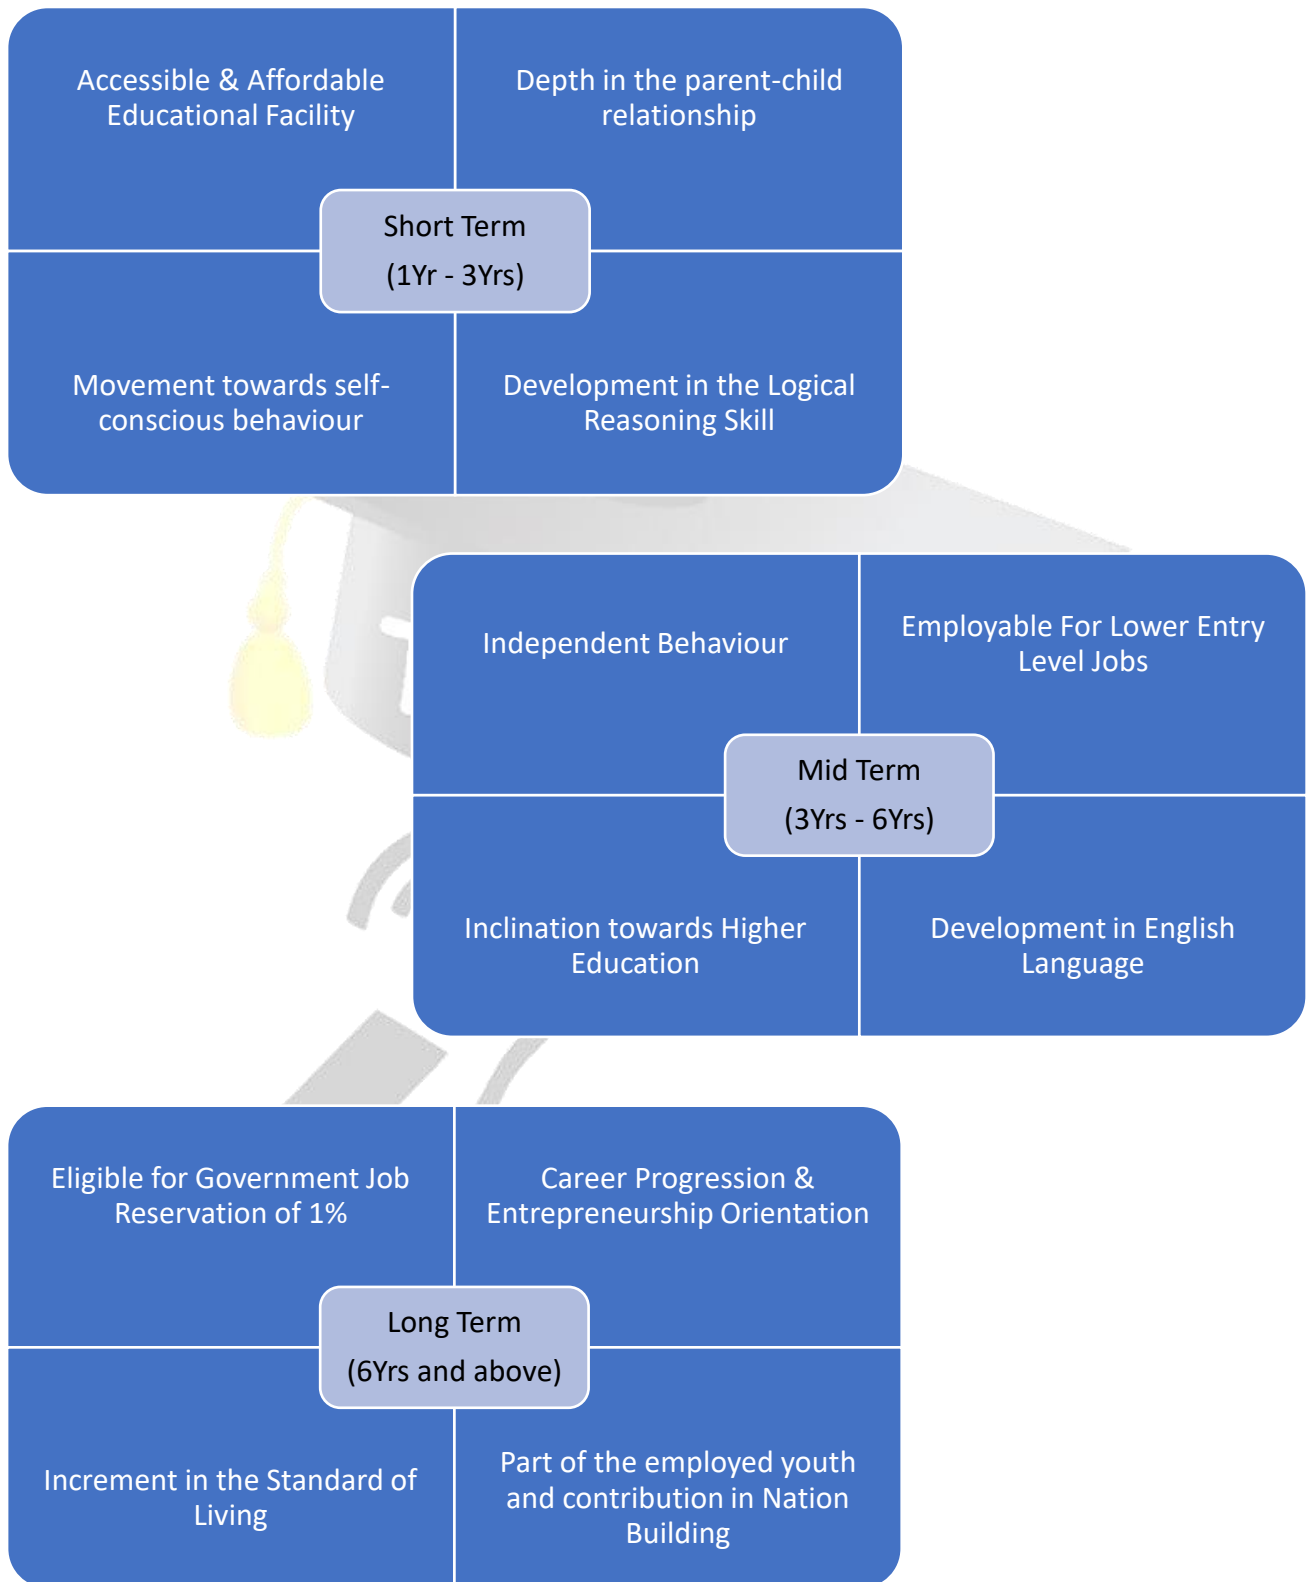 Accessible & Affordable
Educational Facility
Depth in the parent-child
relationship
Short Term
(1Yr - 3Yrs)
Movement towards self-
conscious behaviour
Development in the Logical
Reasoning Skill
Independent Behaviour
Employable For Lower Entry
Level Jobs
Mid Term
(3Yrs - 6Yrs)
Inclination towards Higher
Education
Development in English
Language
Eligible for Government Job
Reservation of 1%
Career Progression &
Entrepreneurship Orientation
Long Term
(6Yrs and above)
Increment in the Standard of
Living
Part of the employed youth
and contribution in Nation
Building